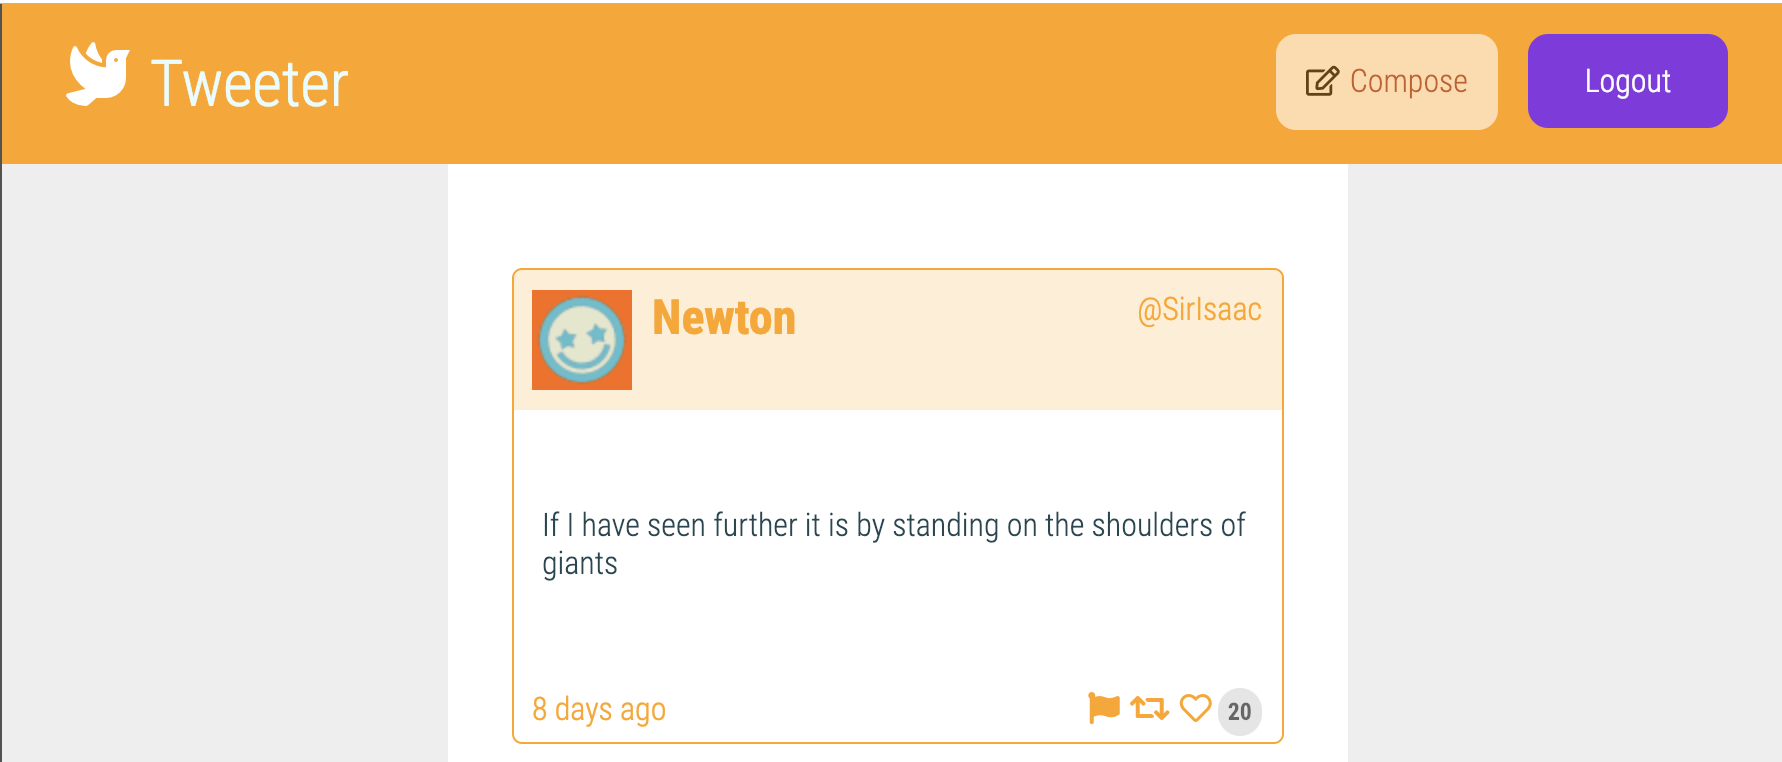 Tweeter
Compose
Logout
Newton
@SirIsaac
If I have seen further it is by standing on the shoulders of
giants
8 days ago
20